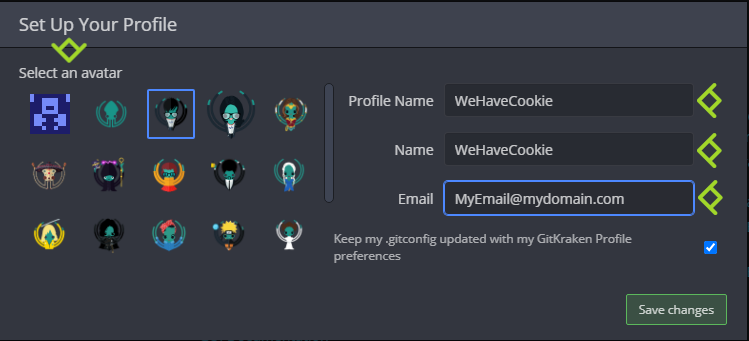 Set Up Your Profile
Select an avatar
Profile Name
WeHaveCookie
Name
WeHaveCookie
Email
MyEmail@mydomain.com
Keep my .gitconfig updated with my GitKraken Profile
preferences
Save changes